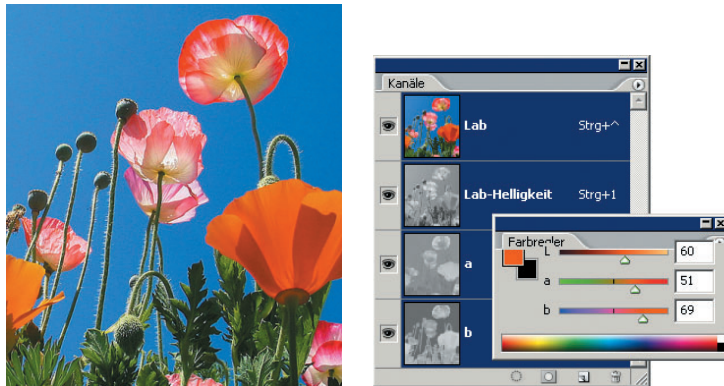 Kanäle
Lab Strg+^
Lab-Helligkeit Strg+1
a
b
Farbregler
L 60
a 51
b 69